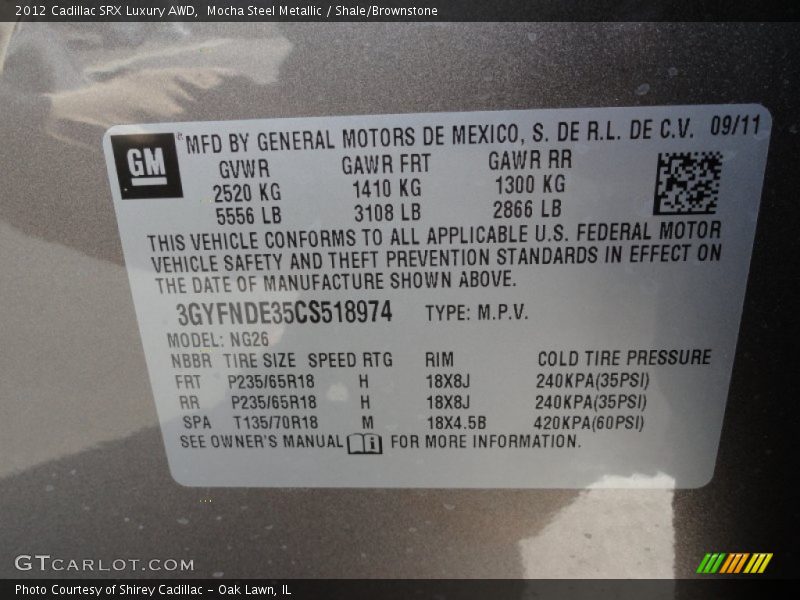 2012 Cadillac SRX Luxury AWD,  Mocha Steel Metallic / Shale/Brownstone
GM ® MFD BY GENERAL MOTORS DE MEXICO, S. DE R.L. DE C.V. 09/11
GVWR GAWR FRT GAWR RR
2520 KG 1410 KG 1300 KG
5556 LB 3108 LB 2866 LB
THIS VEHICLE CONFORMS TO ALL APPLICABLE U.S. FEDERAL MOTOR
VEHICLE SAFETY AND THEFT PREVENTION STANDARDS IN EFFECT ON
THE DATE OF MANUFACTURE SHOWN ABOVE.
3GYFNDE35CS518974 TYPE: M.P.V.
MODEL: NG26
NBBR TIRE SIZE SPEED RTG RIM COLD TIRE PRESSURE
FRT P235/65R18 H 18X8J 240KPA(35PSI)
RR P235/65R18 H 18X8J 240KPA(35PSI)
SPA T135/70R18 M 18X4.5B 420KPA(60PSI)
SEE OWNER'S MANUAL FOR MORE INFORMATION.
GTCARLOT.COM
Photo Courtesy of Shirey Cadillac - Oak Lawn, IL